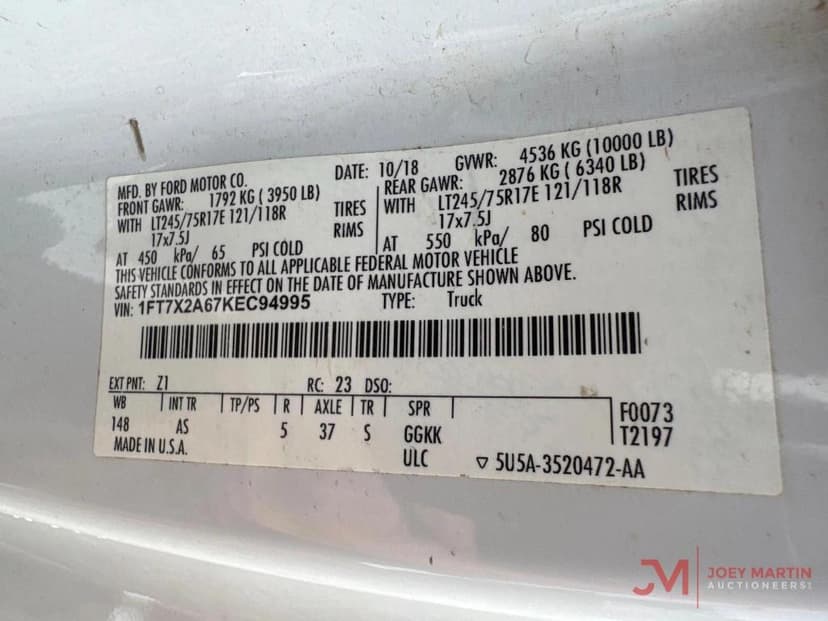 MFD. BY FORD MOTOR CO. DATE: 10/18 GVWR: 4536 KG (10000 LB)
FRONT GAWR: 1792 KG (3950 LB) REAR GAWR: 2876 KG (6340 LB)
WITH LT245/75R17E 121/118R TIRES WITH LT245/75R17E 121/118R TIRES
17x7.5J RIMS 17x7.5J RIMS
AT 450 kPa/ 65 PSI COLD AT 550 kPa/ 80 PSI COLD
THIS VEHICLE CONFORMS TO ALL APPLICABLE FEDERAL MOTOR VEHICLE
SAFETY STANDARDS IN EFFECT ON THE DATE OF MANUFACTURE SHOWN ABOVE.
VIN: 1FT7X2A67KEC94995 TYPE: Truck
EXT PNT: Z1 RC: 23 DSO:
WB INT TR TP/PS R AXLE TR SPR F0073
148 AS 5 37 S GGKK T2197
MADE IN U.S.A. ULC ▽ 5U5A-3520472-AA
JM JOEY MARTIN
AUCTIONEERS